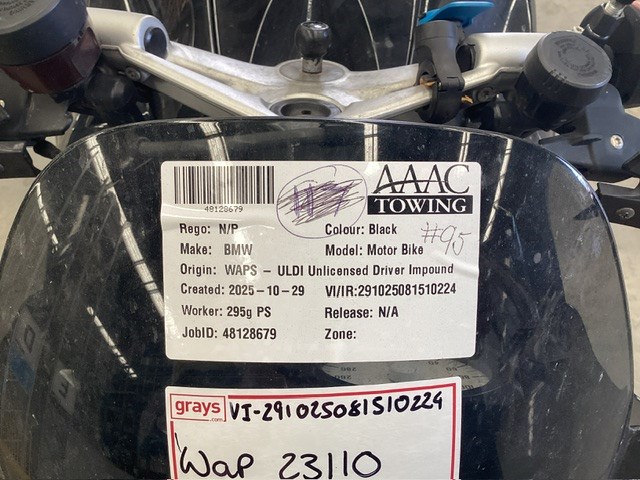 AAAC
TOWING
48128679
#95
Rego: N/P Colour: Black
Make: BMW Model: Motor Bike
Origin: WAPS - ULDI Unlicensed Driver Impound
Created: 2025-10-29 VI/IR:291025081510224
Worker: 295g PS Release: N/A
JobID: 48128679 Zone:
grays
.com
VI-291025081510224
WaP 23110